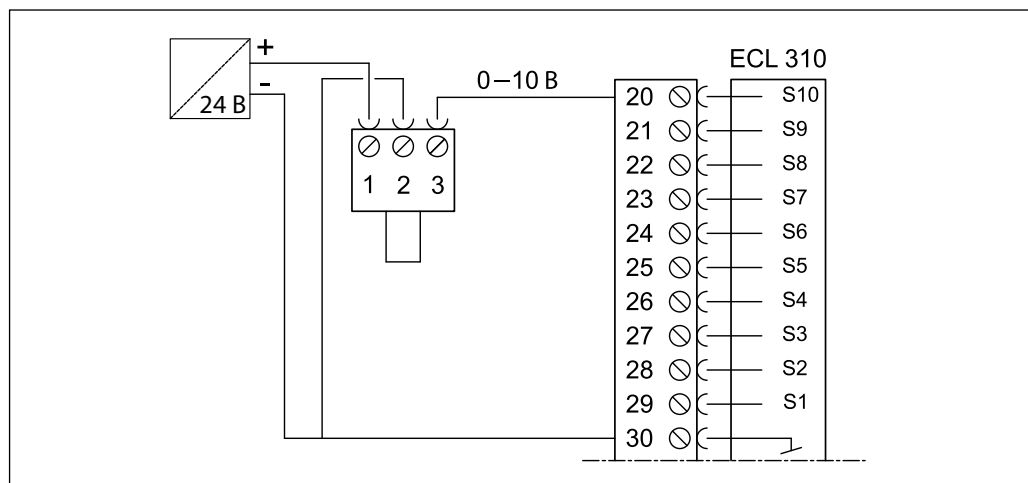 +
-
24 В
0–10 В
ECL 310
1 2 3
20 S10
21 S9
22 S8
23 S7
24 S6
25 S5
26 S4
27 S3
28 S2
29 S1
30